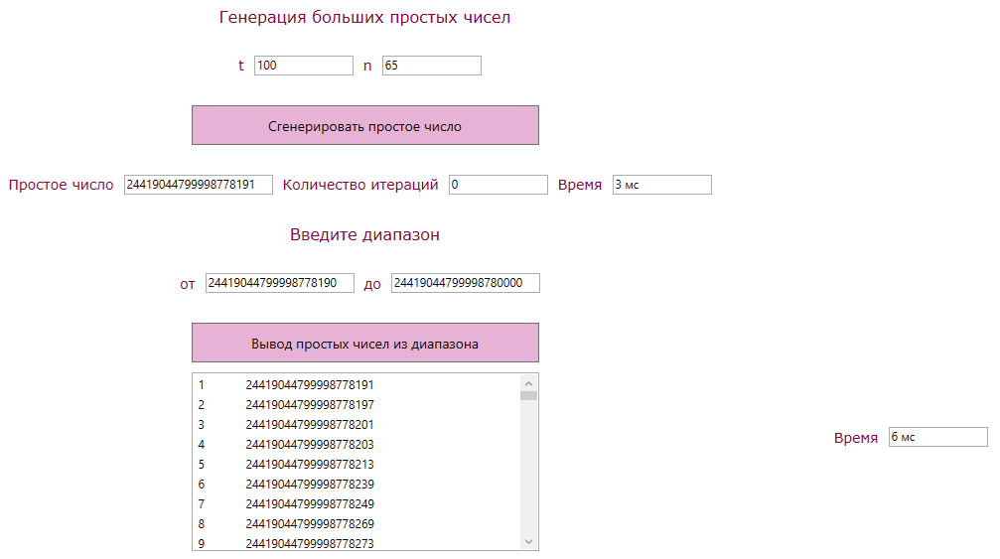 Генерация больших простых чисел
t 100 n 65
Сгенерировать простое число
Простое число 24419044799998778191 Количество итераций 0 Время 3 мс
Введите диапазон
от 24419044799998778190 до 24419044799998780000
Вывод простых чисел из диапазона
1 24419044799998778191
2 24419044799998778197
3 24419044799998778201
4 24419044799998778203
Время 6 мс
5 24419044799998778213
6 24419044799998778239
7 24419044799998778249
8 24419044799998778269
9 24419044799998778273